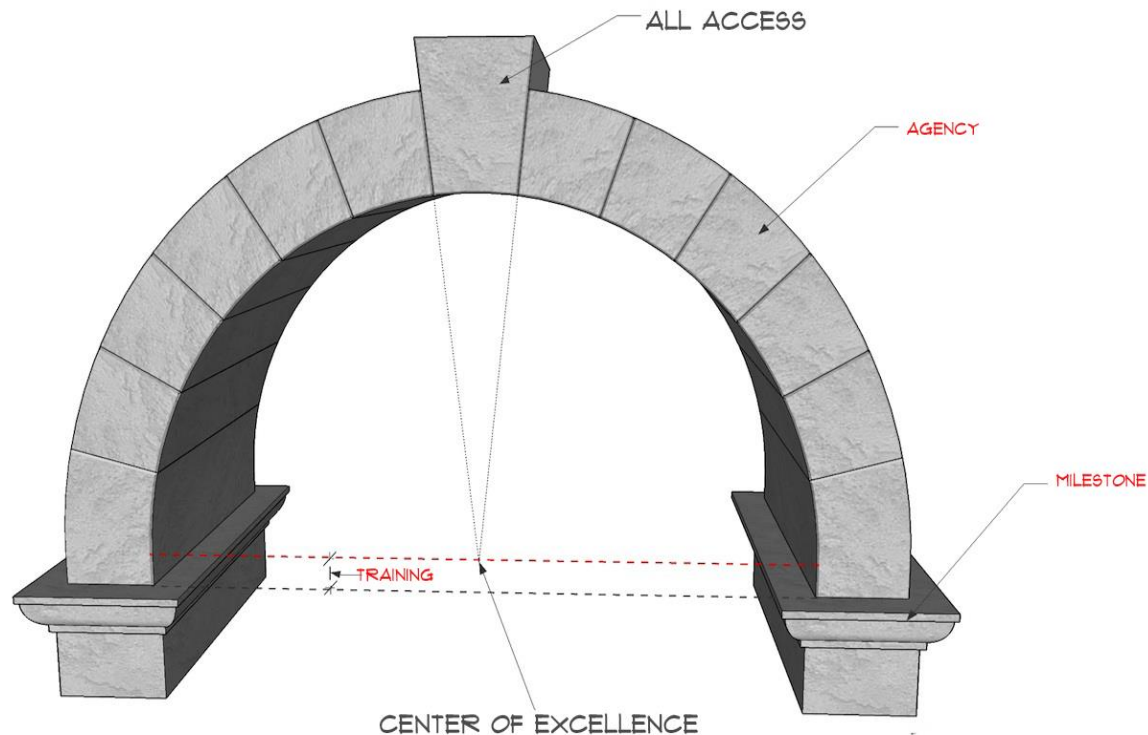 ALL ACCESS
AGENCY
MILESTONE
TRAINING
CENTER OF EXCELLENCE